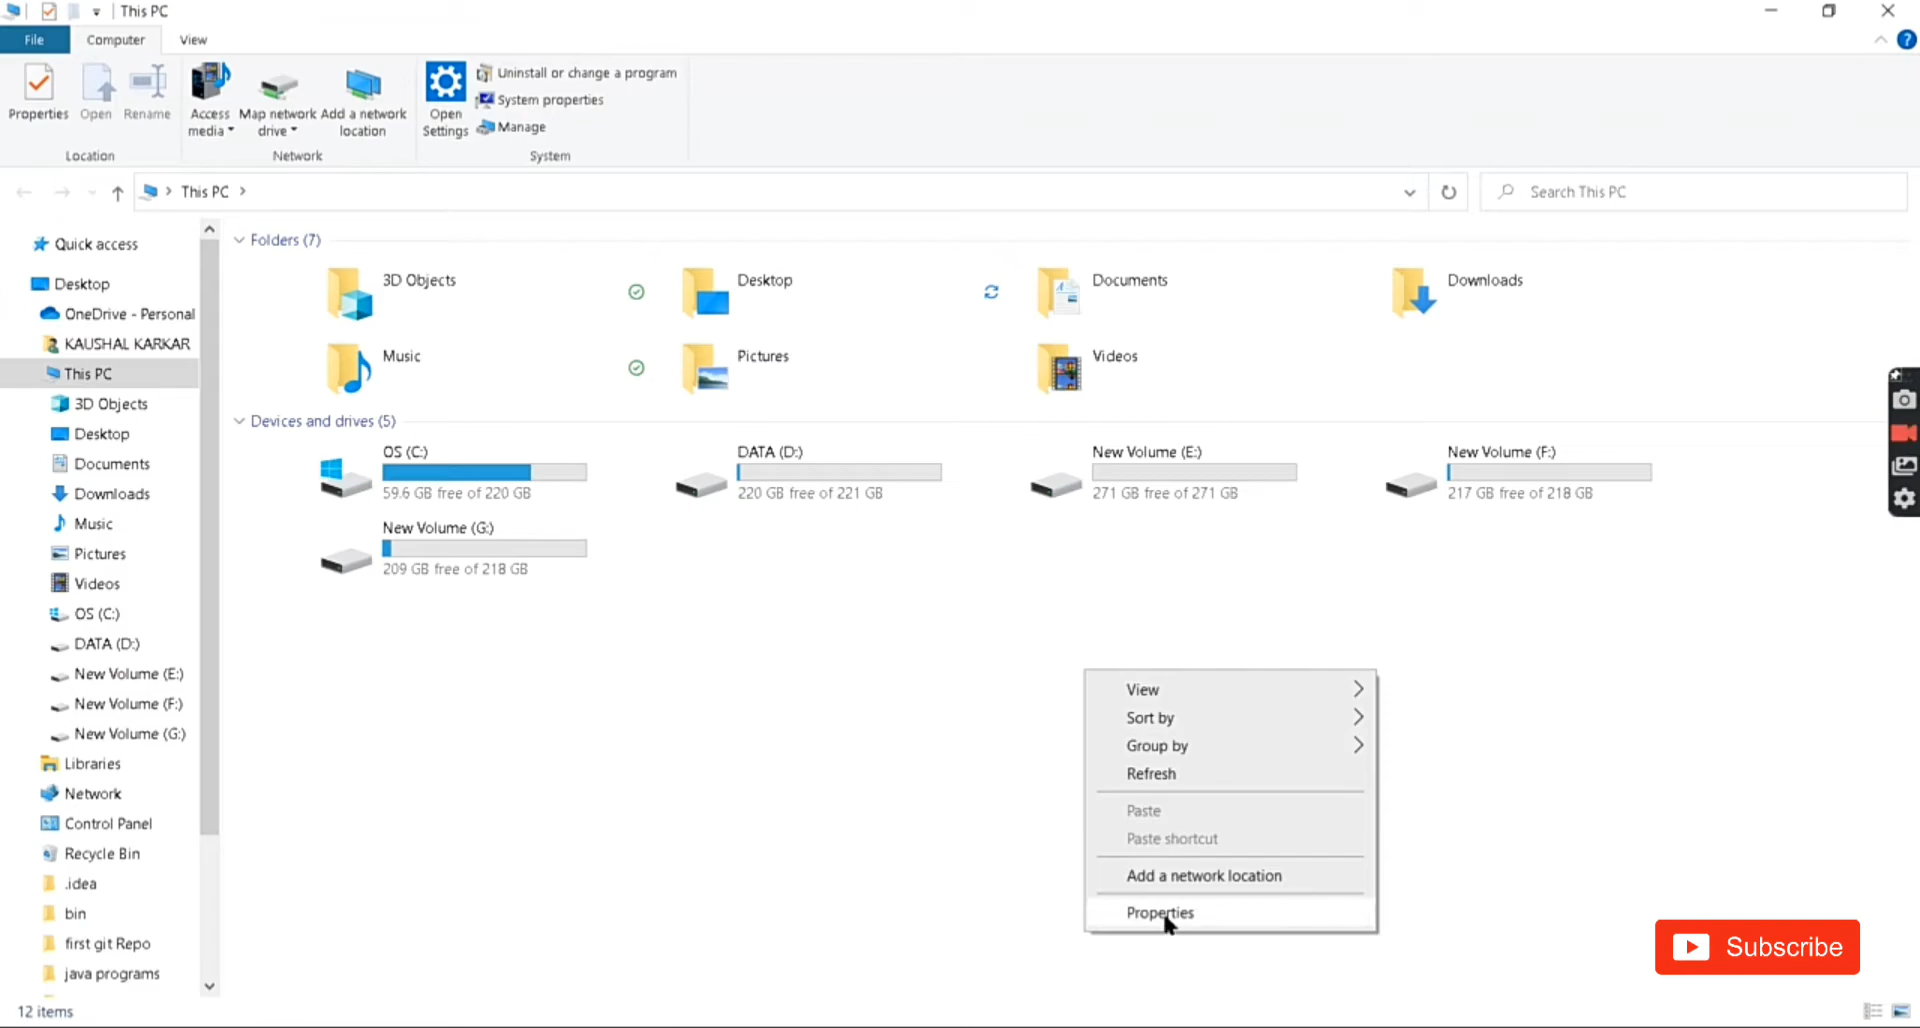 This PC
File
Computer
View
Properties
Open
Rename
Access media
Map network drive
Add a network location
Open Settings
Uninstall or change a program
System properties
Manage
Location
Network
System
This PC
Search This PC
Quick access
Desktop
OneDrive - Personal
KAUSHAL KARKAR
This PC
3D Objects
Desktop
Documents
Downloads
Music
Pictures
Videos
OS (C:)
DATA (D:)
New Volume (E:)
New Volume (F:)
New Volume (G:)
Libraries
Network
Control Panel
Recycle Bin
.idea
bin
first git Repo
java programs
Folders (7)
3D Objects
Desktop
Documents
Downloads
Music
Pictures
Videos
Devices and drives (5)
OS (C:)
59.6 GB free of 220 GB
DATA (D:)
220 GB free of 221 GB
New Volume (E:)
271 GB free of 271 GB
New Volume (F:)
217 GB free of 218 GB
New Volume (G:)
209 GB free of 218 GB
View
Sort by
Group by
Refresh
Paste
Paste shortcut
Add a network location
Properties
Subscribe
12 items